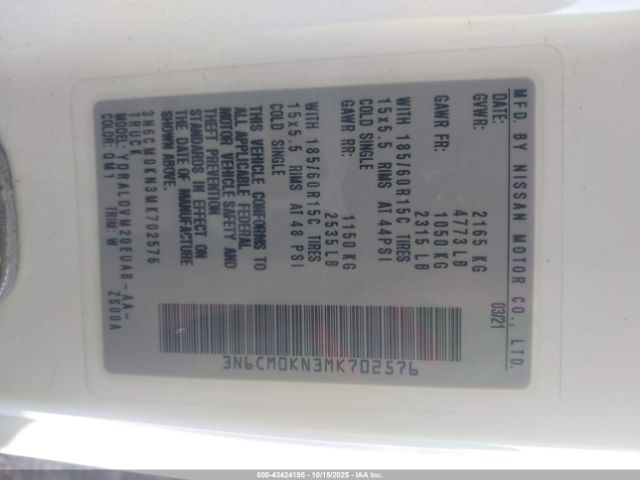 MFD. BY NISSAN MOTOR CO., LTD.
DATE: 03/21
GVWR: 2165 KG
4773 LB
GAWR FR: 1050 KG
2315 LB
WITH 185/60R15C TIRES
15x5.5 RIMS AT 44PSI
COLD SINGLE
GAWR RR: 1150 KG
2535 LB
WITH 185/60R15C TIRES
15x5.5 RIMS AT 48 PSI
COLD SINGLE
THIS VEHICLE CONFORMS TO
ALL APPLICABLE FEDERAL
MOTOR VEHICLE SAFETY AND
THEFT PREVENTION
STANDARDS IN EFFECT ON
THE DATE OF MANUFACTURE
SHOWN ABOVE.
3N6CM0KN3MK702576
TRUCK
MODEL: YDRALDVW20EUAB-AA-
2S00A
COLOR: QM1 TRIM: W
3N6CM0KN3MK702576
000-43424195 - 10/15/2025 - IAAI, Inc.